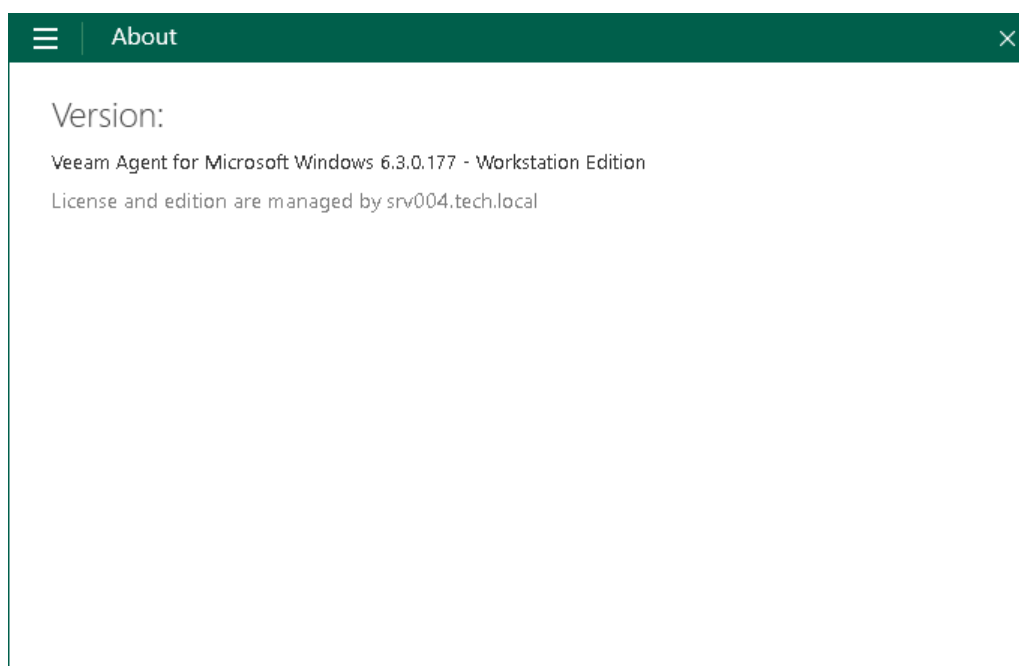 About
Version:
Veeam Agent for Microsoft Windows 6.3.0.177 - Workstation Edition
License and edition are managed by srv004.tech.local